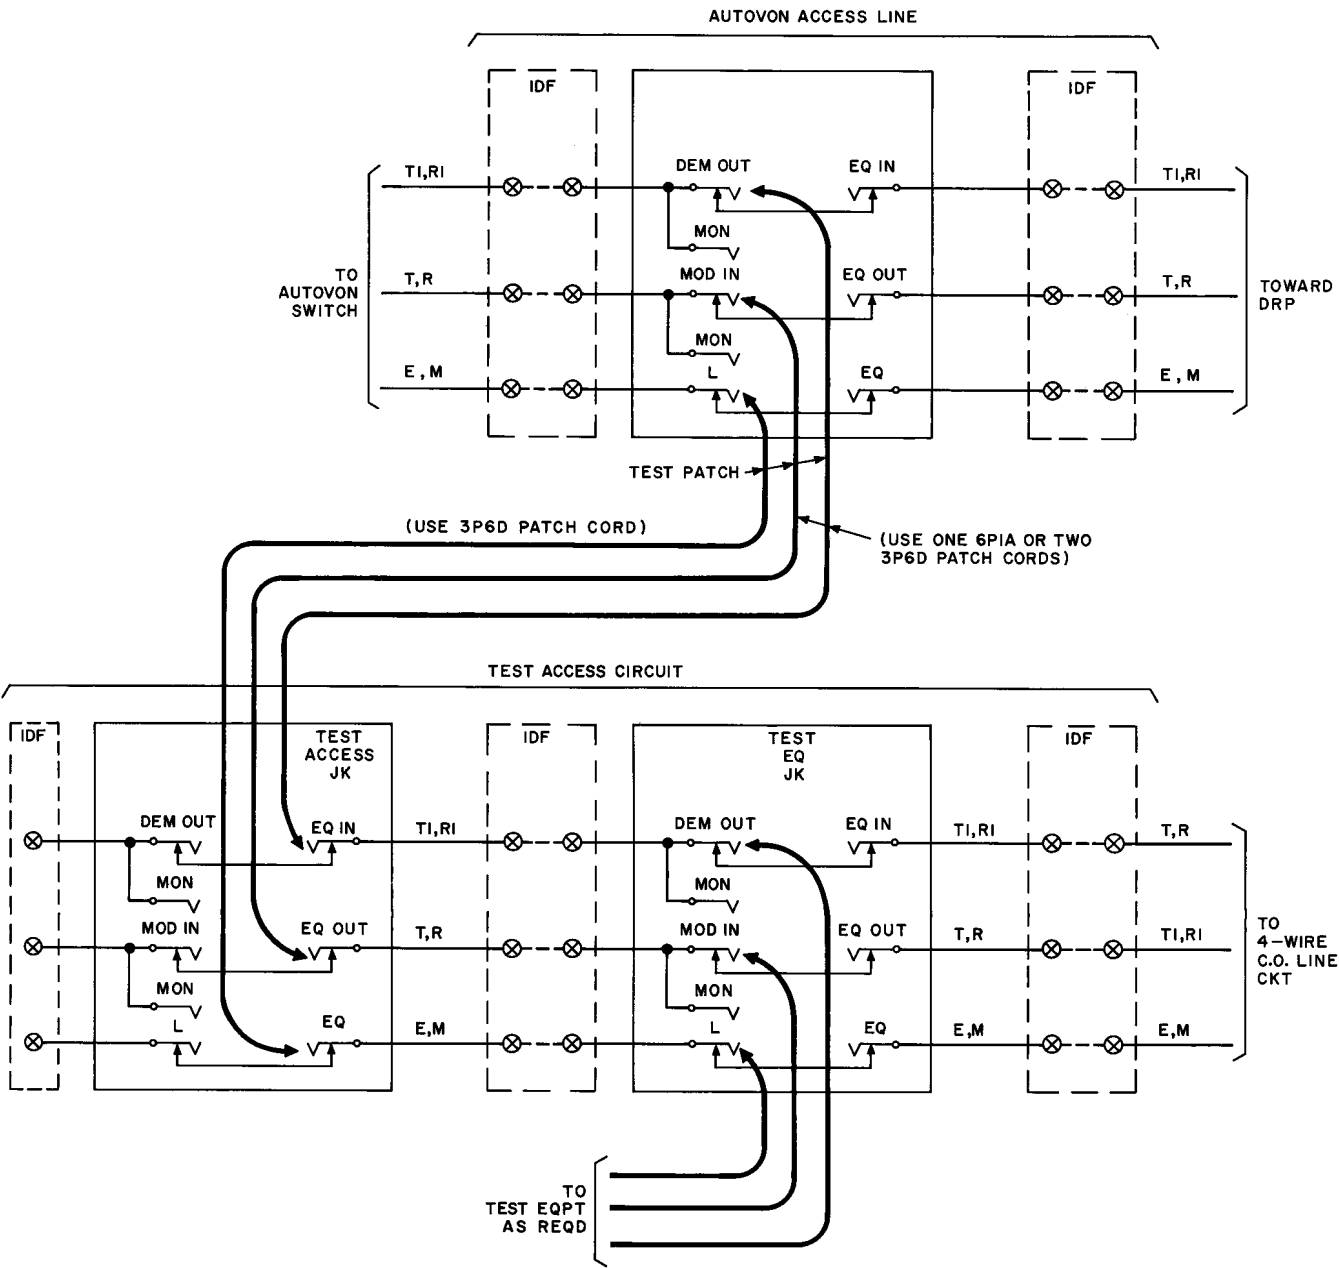 AUTOVON ACCESS LINE
IDF
IDF
DEM OUT
EQ IN
T1,R1
T1,R1
MON
TO
AUTOVON
SWITCH
T,R
MOD IN
EQ OUT
T,R
TOWARD
DRP
MON
E,M
L
EQ
E,M
TEST PATCH
(USE 3P6D PATCH CORD)
(USE ONE 6P1A OR TWO
3P6D PATCH CORDS)
TEST ACCESS CIRCUIT
IDF
TEST
ACCESS
JK
IDF
TEST
EQ
JK
IDF
DEM OUT
EQ IN
T1,R1
DEM OUT
EQ IN
T1,R1
T,R
MON
MON
MOD IN
EQ OUT
T,R
MOD IN
EQ OUT
T,R
T1,R1
TO
4-WIRE
C.O. LINE
CKT
MON
MON
L
EQ
E,M
L
EQ
E,M
E,M
TO
TEST EQPT
AS REQD